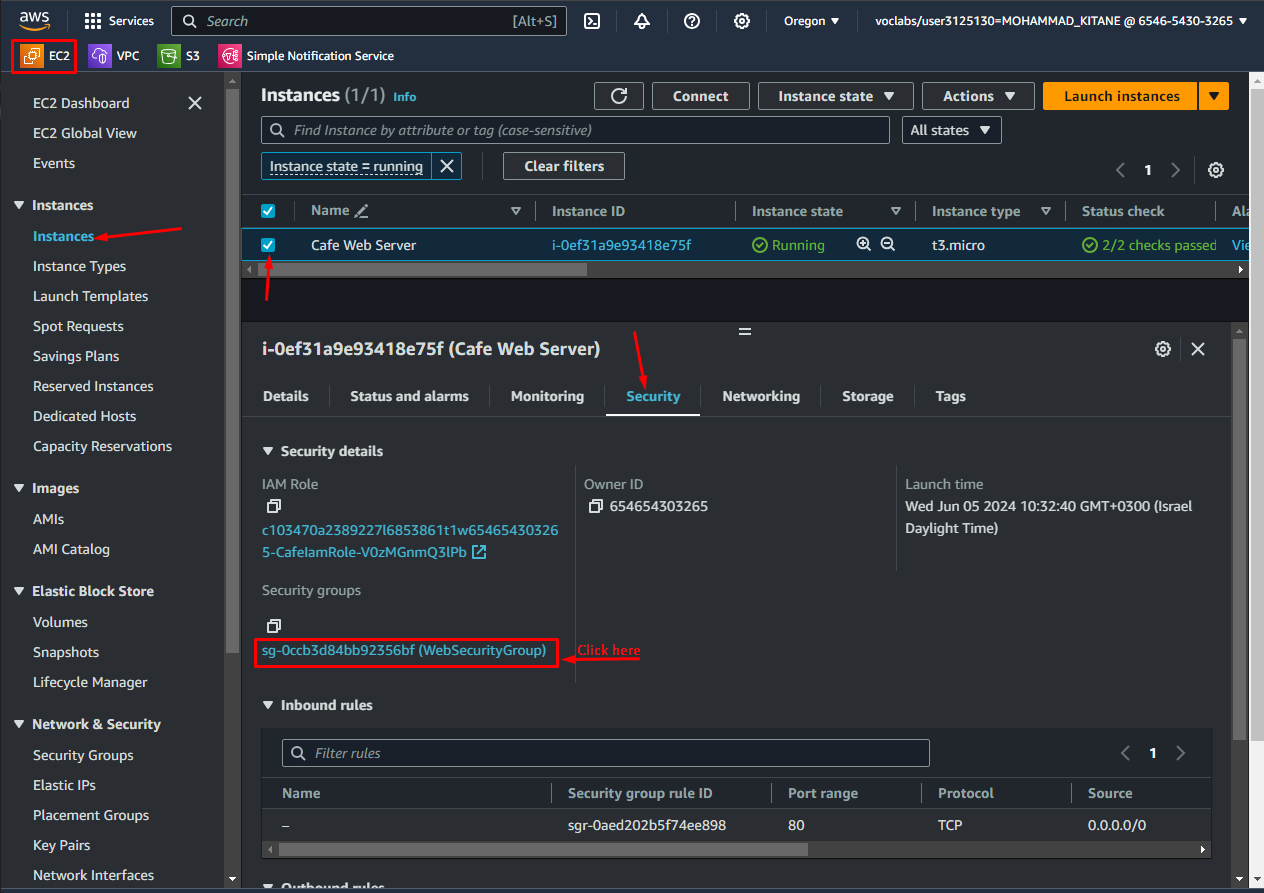 aws
Services
Search
[Alt+S]
Oregon
voclabs/user3125130=MOHAMMAD_KITANE @ 6546-5430-3265
EC2
VPC
S3
Simple Notification Service
EC2 Dashboard
EC2 Global View
Events
Instances
Instances
Instance Types
Launch Templates
Spot Requests
Savings Plans
Reserved Instances
Dedicated Hosts
Capacity Reservations
Images
AMIs
AMI Catalog
Elastic Block Store
Volumes
Snapshots
Lifecycle Manager
Network & Security
Security Groups
Elastic IPs
Placement Groups
Key Pairs
Network Interfaces
Instances (1/1) Info
Connect
Instance state
Actions
Launch instances
Find Instance by attribute or tag (case-sensitive)
All states
Instance state = running
Clear filters
1
Name
Instance ID
Instance state
Instance type
Status check
Ala
Cafe Web Server
i-0ef31a9e93418e75f
Running
t3.micro
2/2 checks passed
Vie
i-0ef31a9e93418e75f (Cafe Web Server)
Details
Status and alarms
Monitoring
Security
Networking
Storage
Tags
Security details
IAM Role
c103470a2389227l6853861t1w65465430326
5-CafeIamRole-V0zMGnmQ3lPb
Owner ID
654654303265
Launch time
Wed Jun 05 2024 10:32:40 GMT+0300 (Israel
Daylight Time)
Security groups
sg-0ccb3d84bb92356bf (WebSecurityGroup)
Click here
Inbound rules
Filter rules
1
Name
Security group rule ID
Port range
Protocol
Source
–
sgr-0aed202b5f74ee898
80
TCP
0.0.0.0/0
Outbound rules